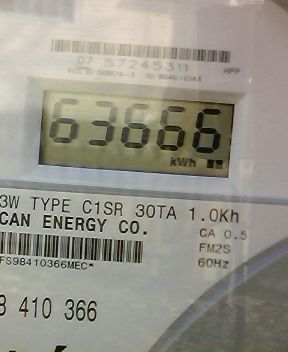 07 57245311
63666
kWh
3W TYPE C1SR 30TA 1.0Kh
CAN ENERGY CO.
CA 0.5
FM2S
FS98410366MEC*
60Hz
8 410 366